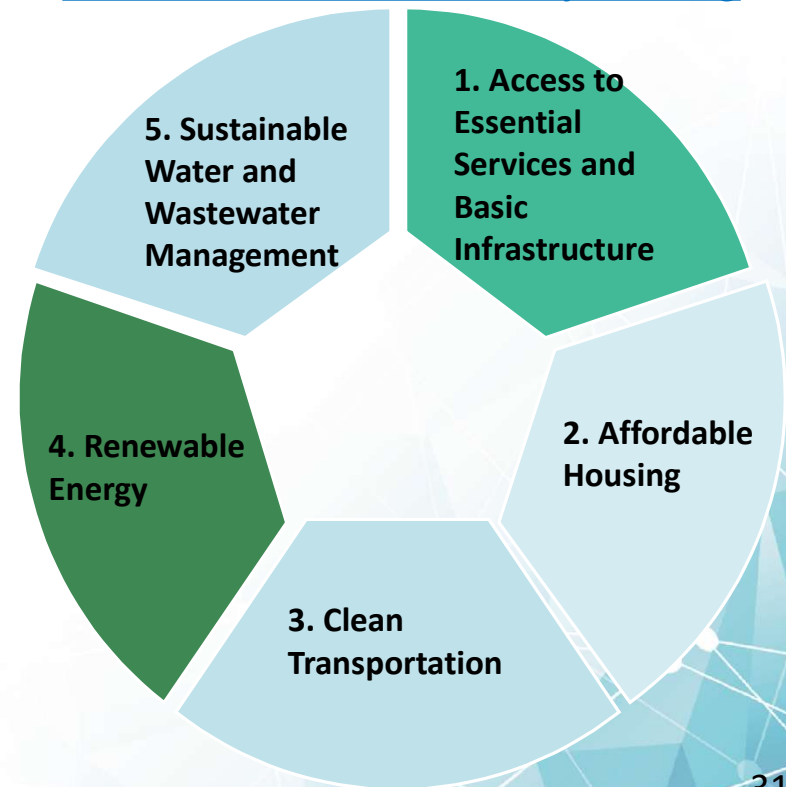 1. Access to
Essential
Services and
Basic
Infrastructure
2. Affordable
Housing
3. Clean
Transportation
4. Renewable
Energy
5. Sustainable
Water and
Wastewater
Management